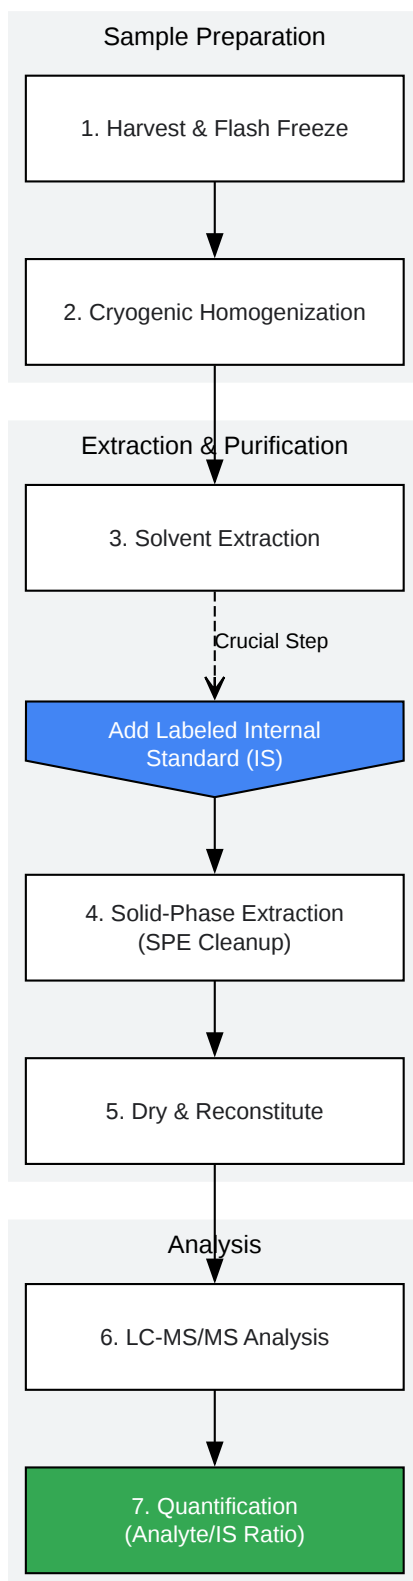 Sample Preparation
1. Harvest & Flash Freeze
2. Cryogenic Homogenization
Extraction & Purification
3. Solvent Extraction
Crucial Step
Add Labeled Internal
Standard (IS)
4. Solid-Phase Extraction
(SPE Cleanup)
5. Dry & Reconstitute
Analysis
6. LC-MS/MS Analysis
7. Quantification
(Analyte/IS Ratio)